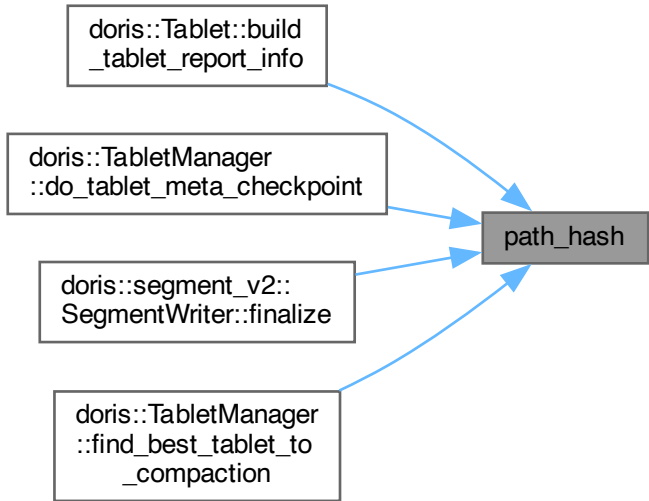 doris::Tablet::build
_tablet_report_info
doris::TabletManager
::do_tablet_meta_checkpoint
path_hash
doris::segment_v2::
SegmentWriter::finalize
doris::TabletManager
::find_best_tablet_to
_compaction